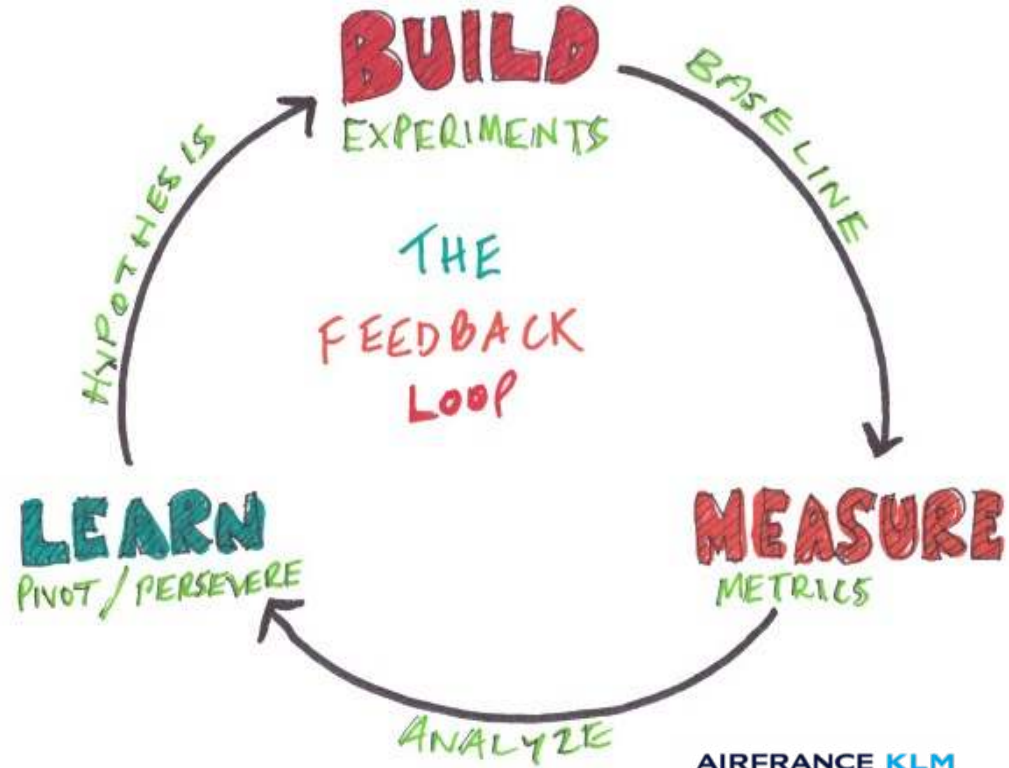 BUILD
EXPERIMENTS
BASELINE
HYPOTHESIS
THE
FEEDBACK
LOOP
LEARN
PIVOT / PERSEVERE
MEASURE
METRICS
ANALYZE
AIRFRANCE KLM